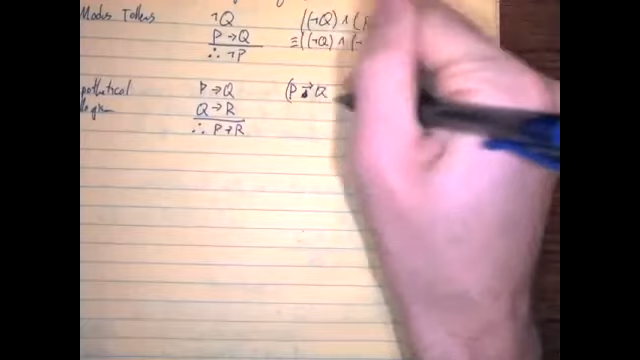 Modus Tollens ¬Q ((¬Q) ∧ (P
P → Q ≡ ((¬Q) ∧ (¬
∴ ¬P
pothetical P → Q (P → Q
logism Q → R
∴ P → R